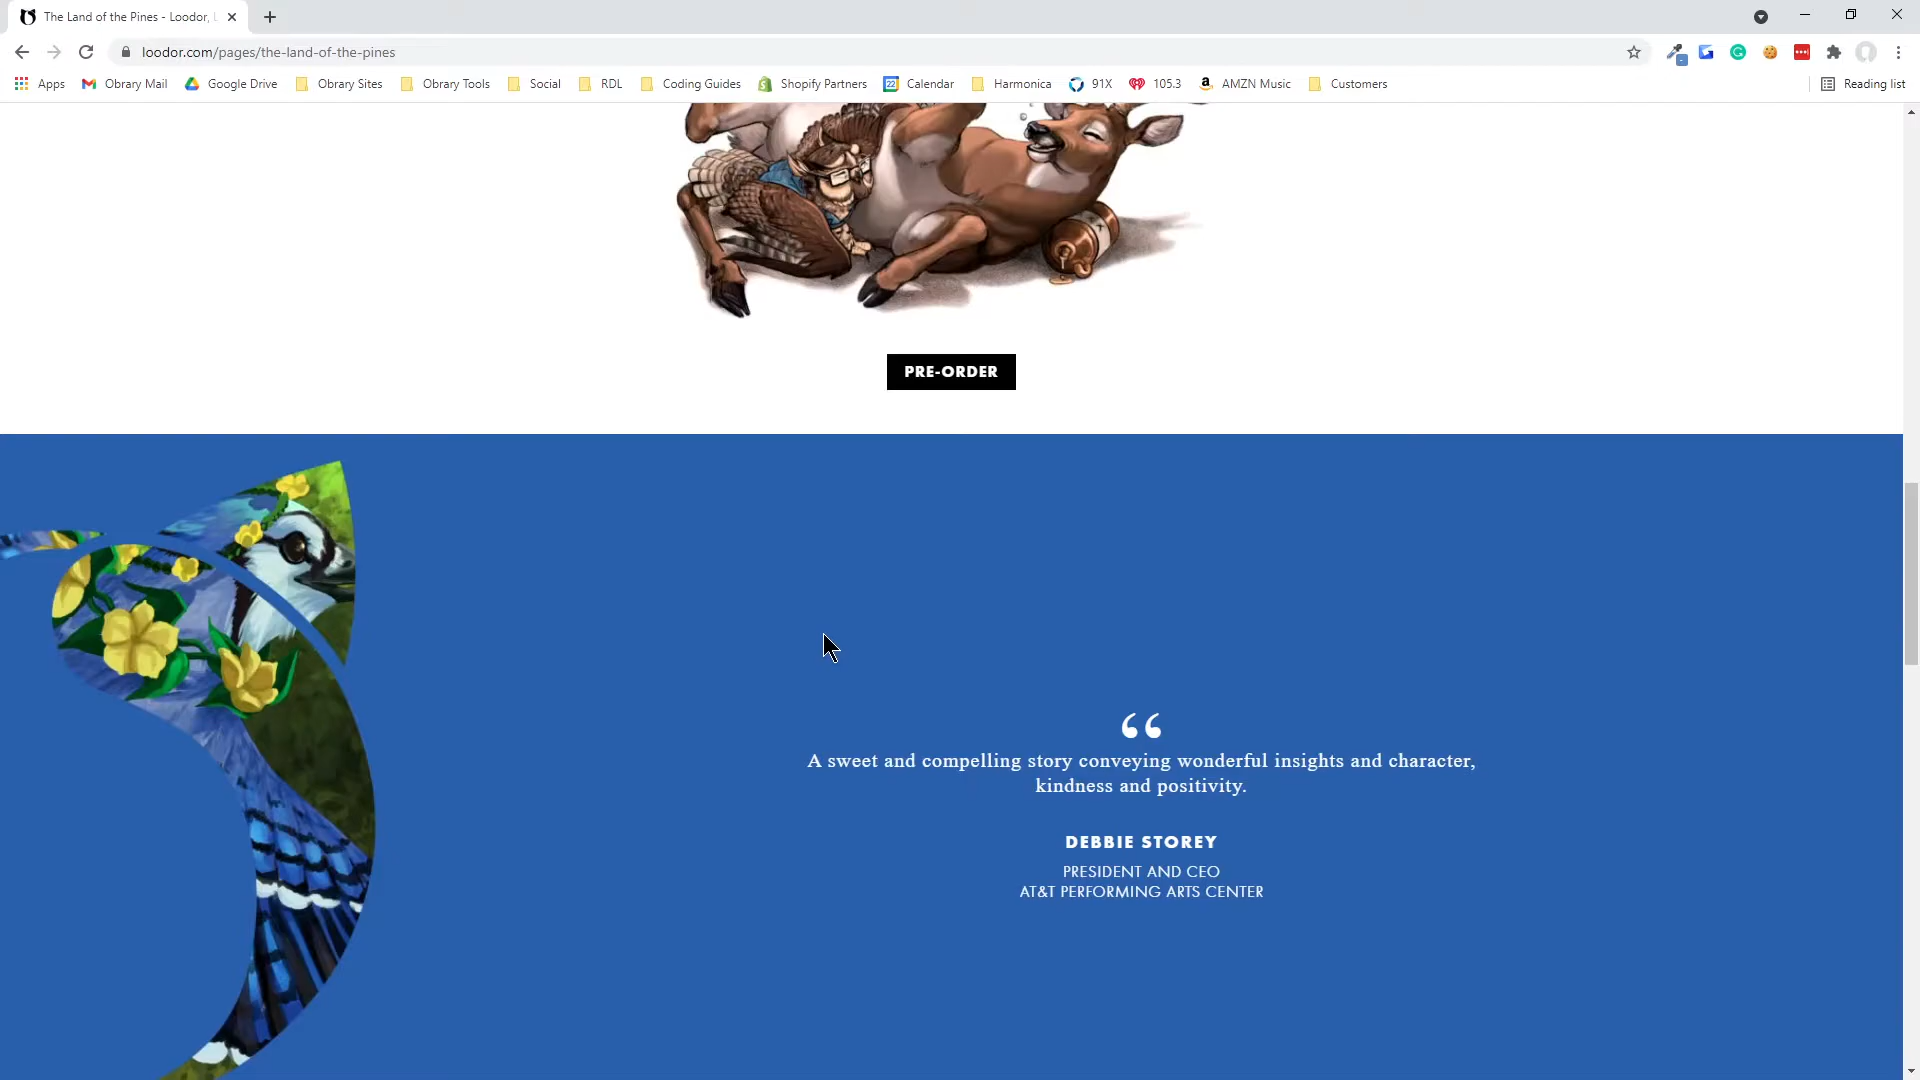 The Land of the Pines - Loodor, L
loodor.com/pages/the-land-of-the-pines
Apps Obrary Mail Google Drive Obrary Sites Obrary Tools Social RDL Coding Guides Shopify Partners 22 Calendar Harmonica 91X 105.3 AMZN Music Customers Reading list
PRE-ORDER
“
A sweet and compelling story conveying wonderful insights and character,
kindness and positivity.
DEBBIE STOREY
PRESIDENT AND CEO
AT&T PERFORMING ARTS CENTER